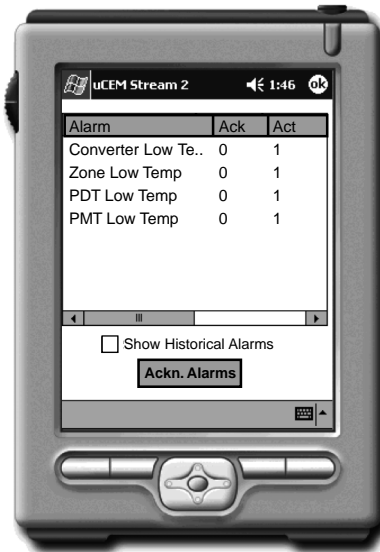 uCEM Stream 2 1:46 ok
Alarm Ack Act
Converter Low Te.. 0 1
Zone Low Temp 0 1
PDT Low Temp 0 1
PMT Low Temp 0 1
Show Historical Alarms
Ackn. Alarms